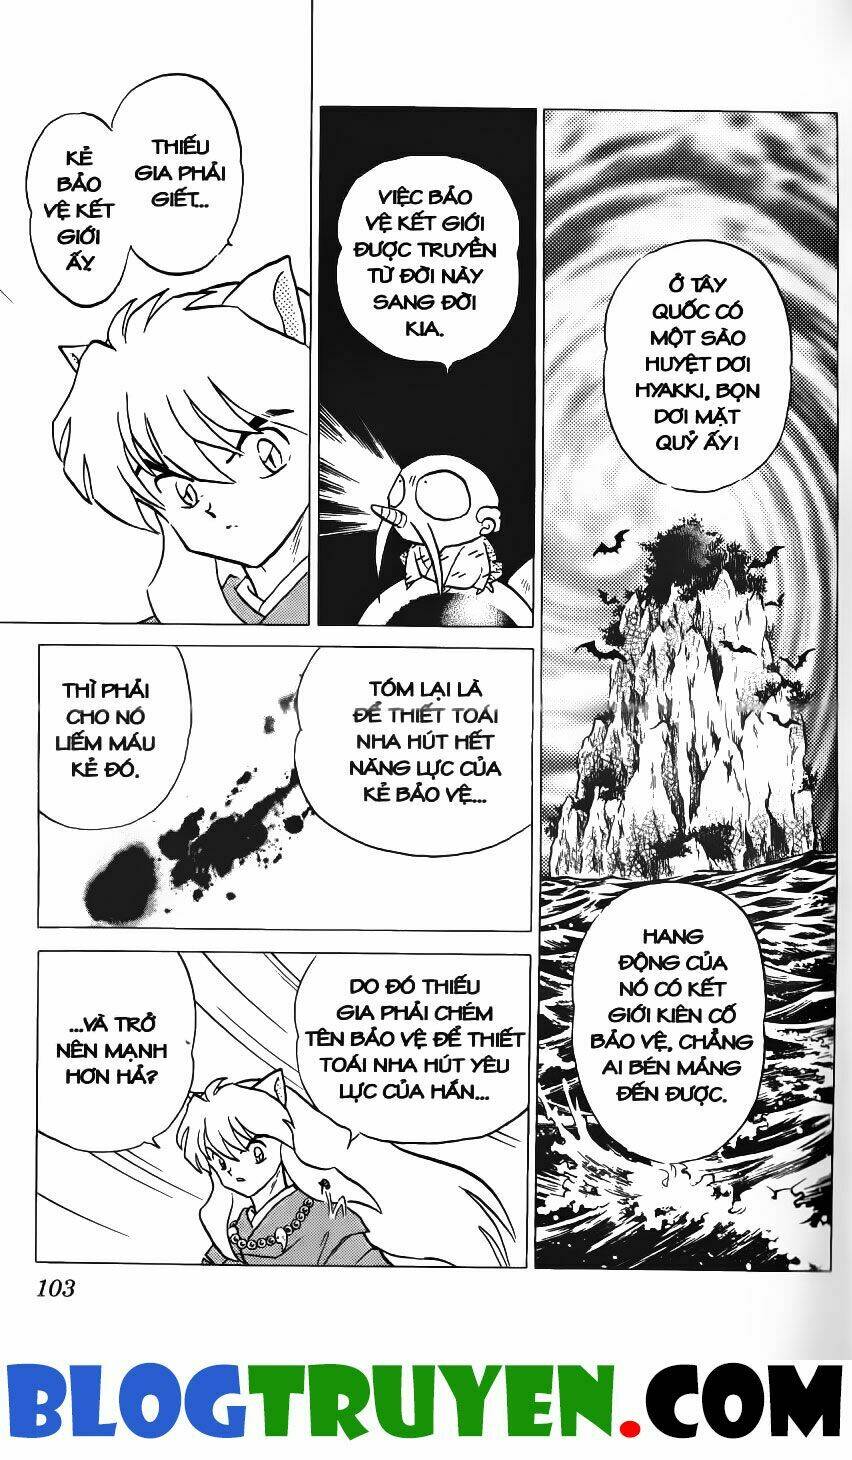 Ở TÂY
QUỐC CÓ
MỘT SÀO
HUYỆT DƠI
HYAKKI, BỌN
DƠI MẶT
QUỶ ẤY!
HANG
ĐỘNG CỦA
NÓ CÓ KẾT
GIỚI KIÊN CỐ
BẢO VỆ, CHẲNG
AI BÉN MẢNG
ĐẾN ĐƯỢC.
VIỆC BẢO
VỆ KẾT GIỚI
ĐƯỢC TRUYỀN
TỪ ĐỜI NÀY
SANG ĐỜI
KIA.
THIẾU
GIA PHẢI
GIẾT...
KẺ
BẢO
VỆ KẾT
GIỚI
ẤY.
TÓM LẠI LÀ
ĐỂ THIẾT TOÁI
NHA HÚT HẾT
NĂNG LỰC CỦA
KẺ BẢO VỆ...
THÌ PHẢI
CHO NÓ
LIẾM MÁU
KẺ ĐÓ.
DO ĐÓ THIẾU
GIA PHẢI CHÉM
TÊN BẢO VỆ ĐỂ THIẾT
TOÁI NHA HÚT YÊU
LỰC CỦA HẮN...
...VÀ TRỞ
NÊN MẠNH
HƠN HẢ?
103
BLOGTRUYEN.COM